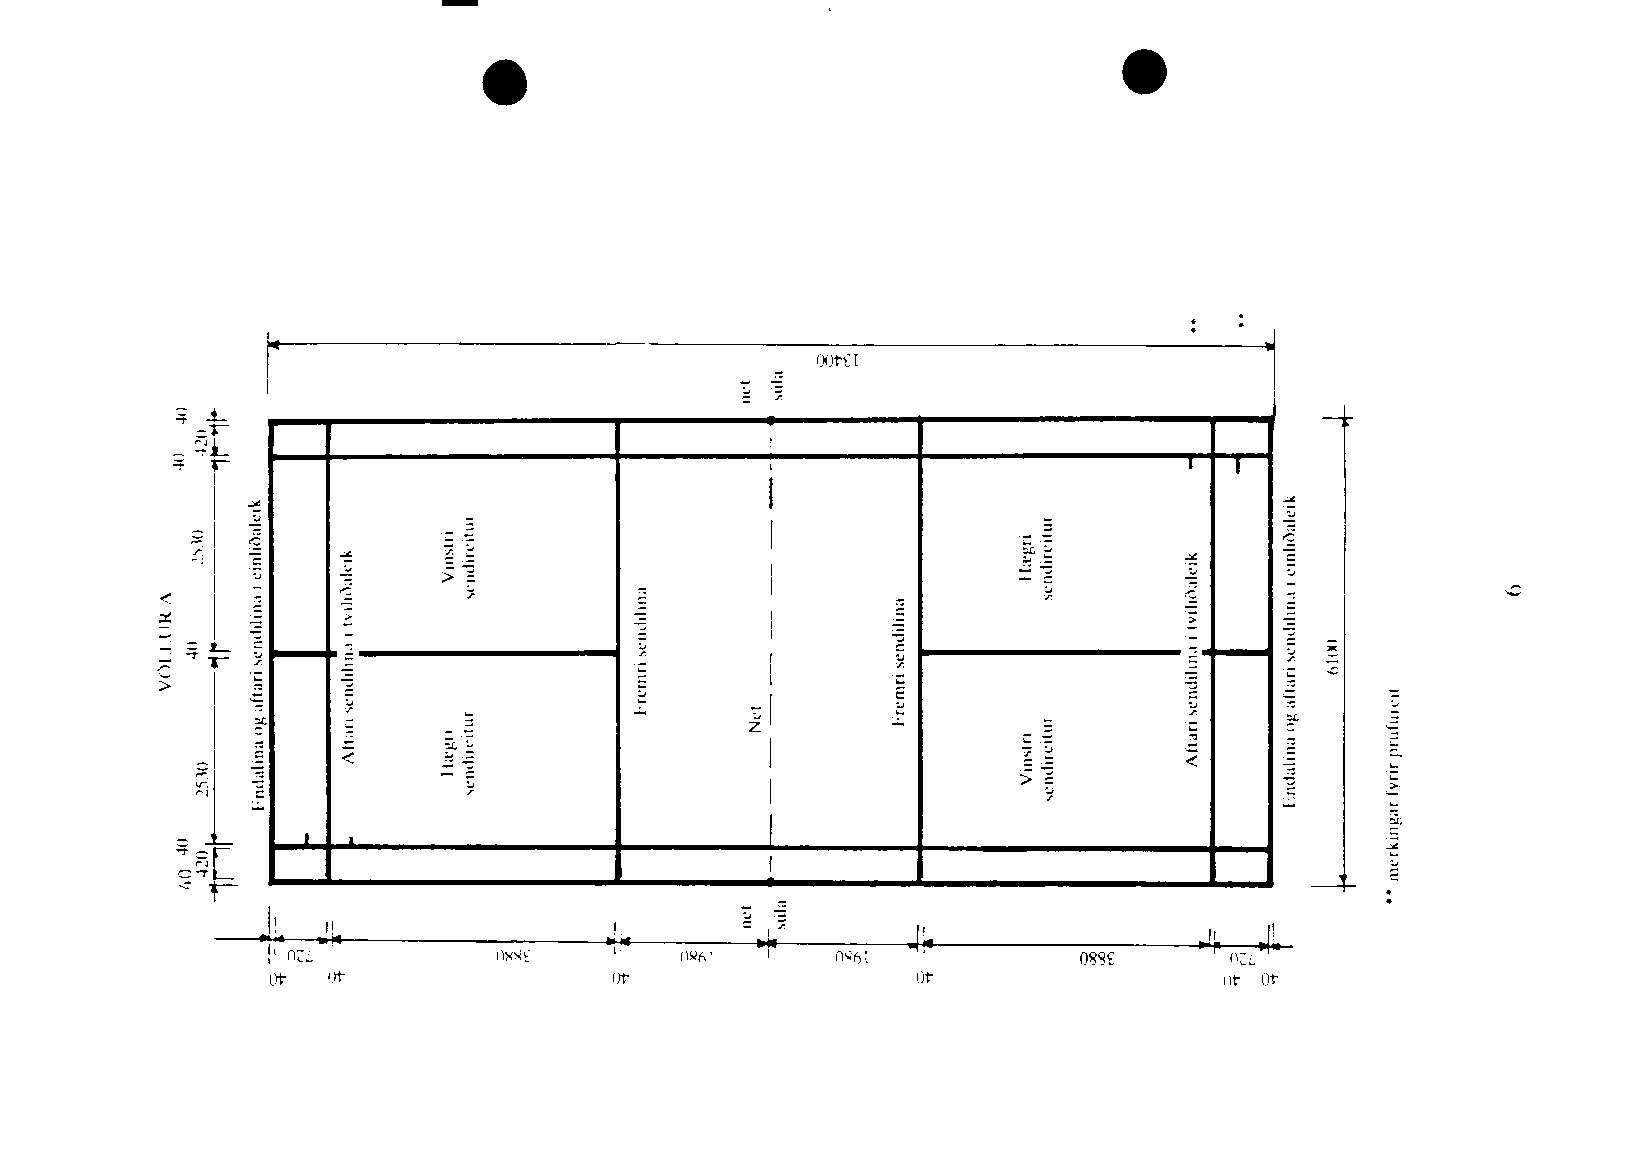 VÖLLUR A
40
420
40
2530
40
2530
40
420
40
13400
net
súla
Endalína og aftari sendilína í einliðaleik
Aftari sendilína í tvíliðaleik
Vinstri
sendireitur
Hægri
sendireitur
Fremri sendilína
Net
Fremri sendilína
Hægri
sendireitur
Vinstri
sendireitur
Aftari sendilína í tvíliðaleik
Endalína og aftari sendilína í einliðaleik
6100
net
súla
720
3880
1980
1980
3880
720
40
40
40
40
40
40
** merkingar fyrir prufureit
**
**
6